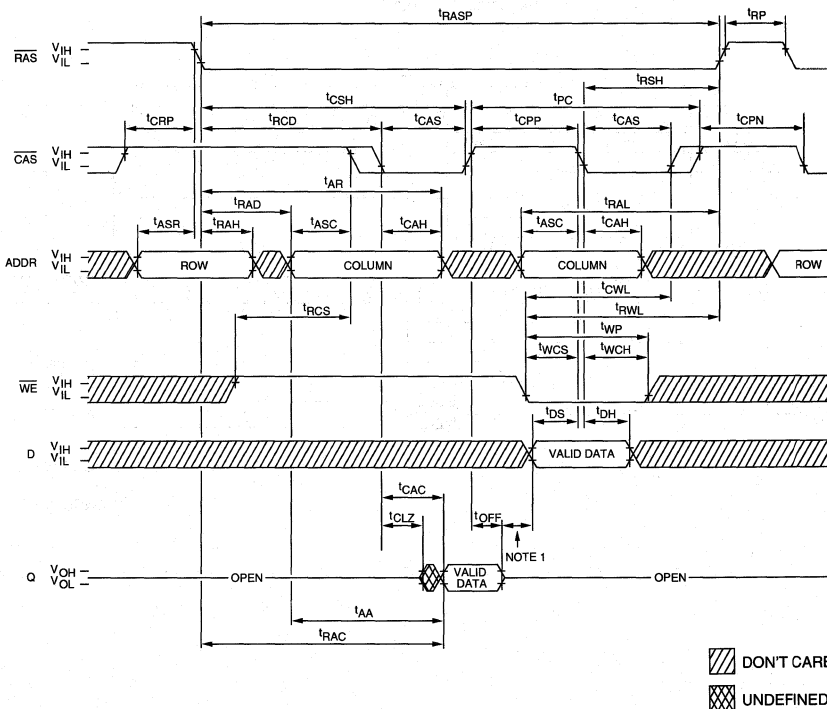 tRASP
tRP
RAS VIH VIL
tRSH
tCSH
tPC
tCRP
tRCD
tCAS
tCPP
tCAS
tCPN
CAS VIH VIL
tAR
tRAD
tRAL
tASR
tRAH
tASC
tCAH
tASC
tCAH
ADDR VIH VIL
ROW
COLUMN
COLUMN
ROW
tCWL
tRCS
tRWL
tWP
tWCS
tWCH
WE VIH VIL
tDS
tDH
D VIH VIL
VALID DATA
tCAC
tCLZ
tOFF
NOTE 1
Q VOH VOL
OPEN
VALID
DATA
OPEN
tAA
tRAC
DON'T CARE
UNDEFINED